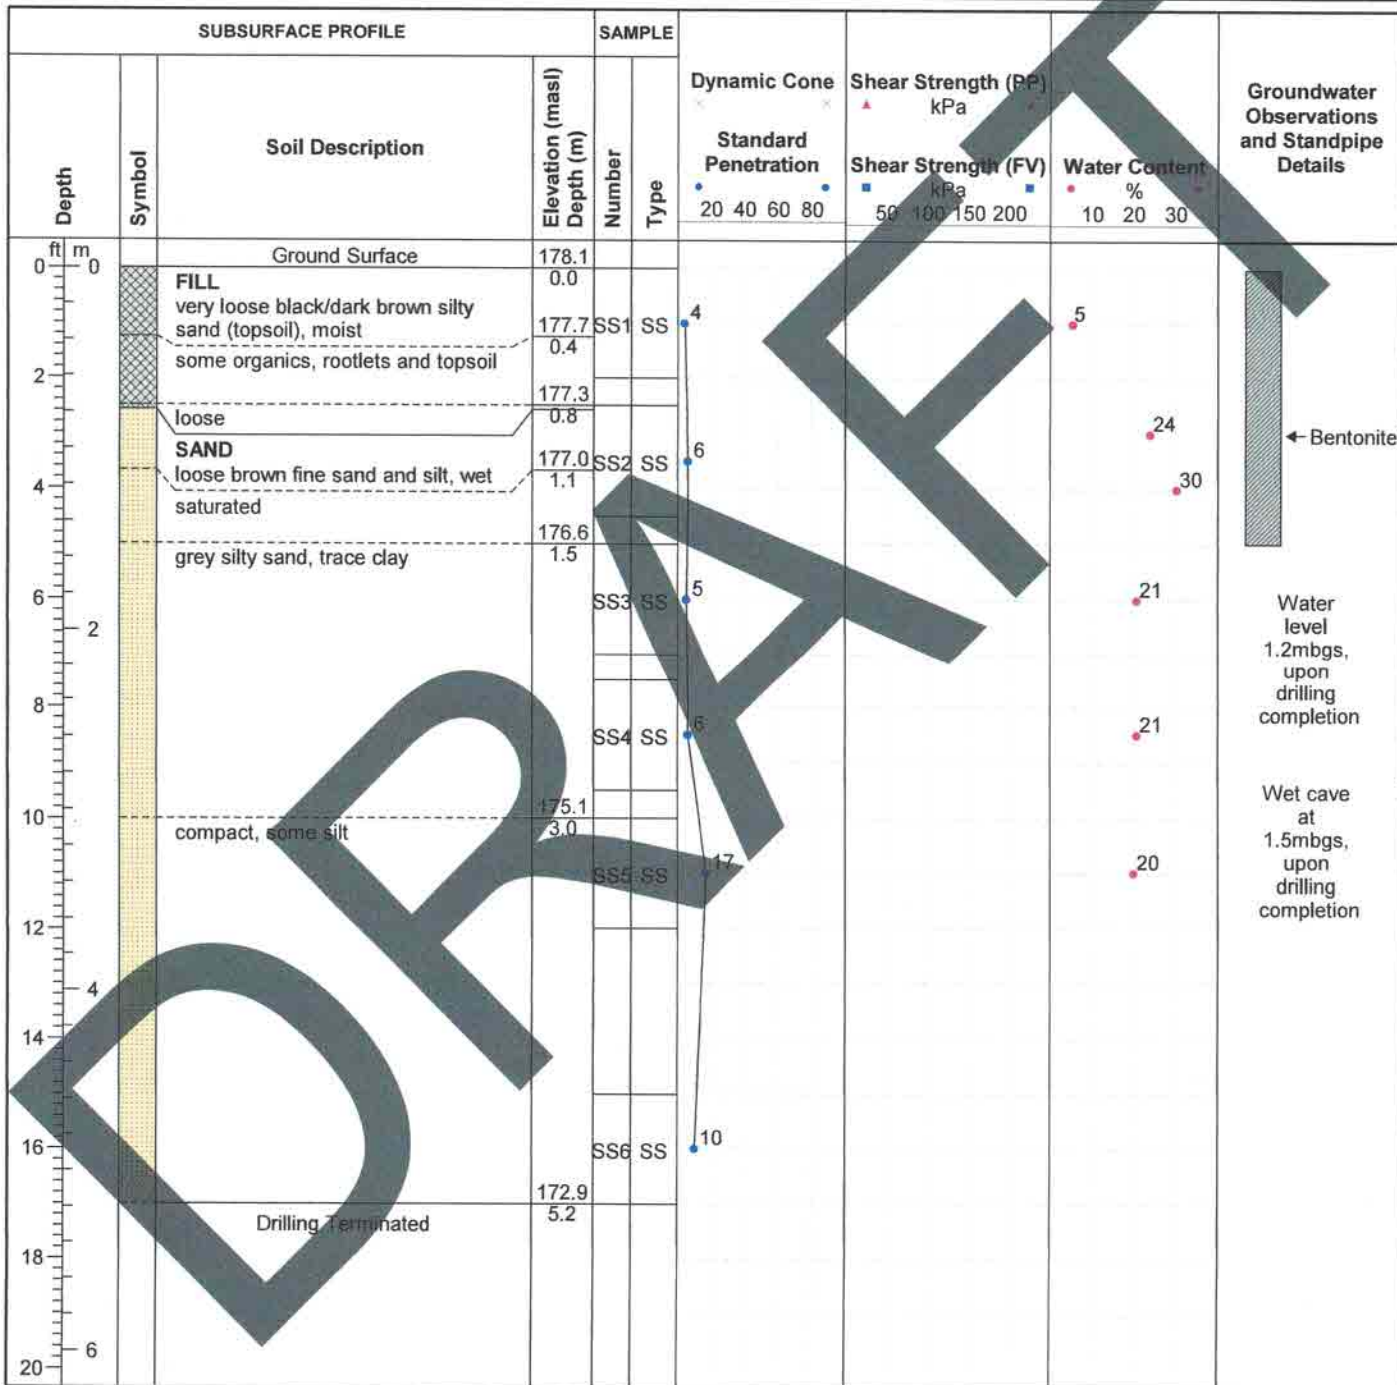 SUBSURFACE PROFILE
SAMPLE
Depth
Symbol
Soil Description
Elevation (masl)
Depth (m)
Number
Type
Dynamic Cone
Standard
Penetration
20 40 60 80
Shear Strength (PP)
kPa
Shear Strength (FV)
kPa
50 100 150 200
Water Content
%
10 20 30
Groundwater
Observations
and Standpipe
Details
ft m
Ground Surface
178.1
0.0
0
0
FILL
very loose black/dark brown silty
sand (topsoil), moist
177.7
0.4
SS1 SS
4
5
some organics, rootlets and topsoil
2
177.3
0.8
loose
24
Bentonite
SAND
loose brown fine sand and silt, wet
177.0
1.1
SS2 SS
6
4
30
saturated
176.6
1.5
grey silty sand, trace clay
6
SS3 SS
5
21
2
Water
level
1.2mbgs,
upon
drilling
completion
8
SS4 SS
6
21
10
175.1
3.0
compact, some silt
Wet cave
at
1.5mbgs,
upon
drilling
completion
SS5 SS
17
20
12
4
14
16
SS6 SS
10
172.9
5.2
Drilling Terminated
18
6
20
DRAFT